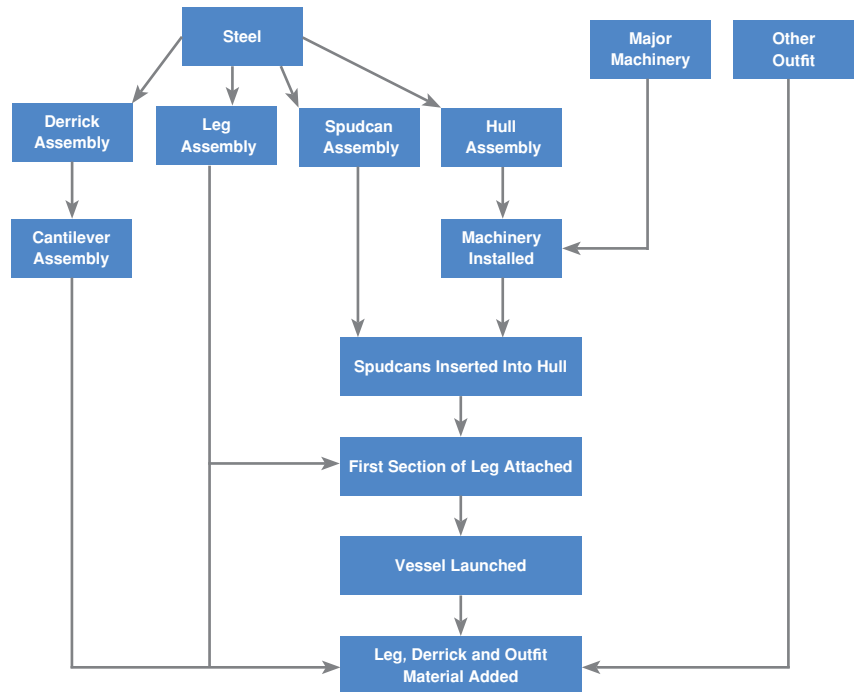 Steel
Major
Machinery
Other
Outfit
Derrick
Assembly
Leg
Assembly
Spudcan
Assembly
Hull
Assembly
Cantilever
Assembly
Machinery
Installed
Spudcans Inserted Into Hull
First Section of Leg Attached
Vessel Launched
Leg, Derrick and Outfit
Material Added